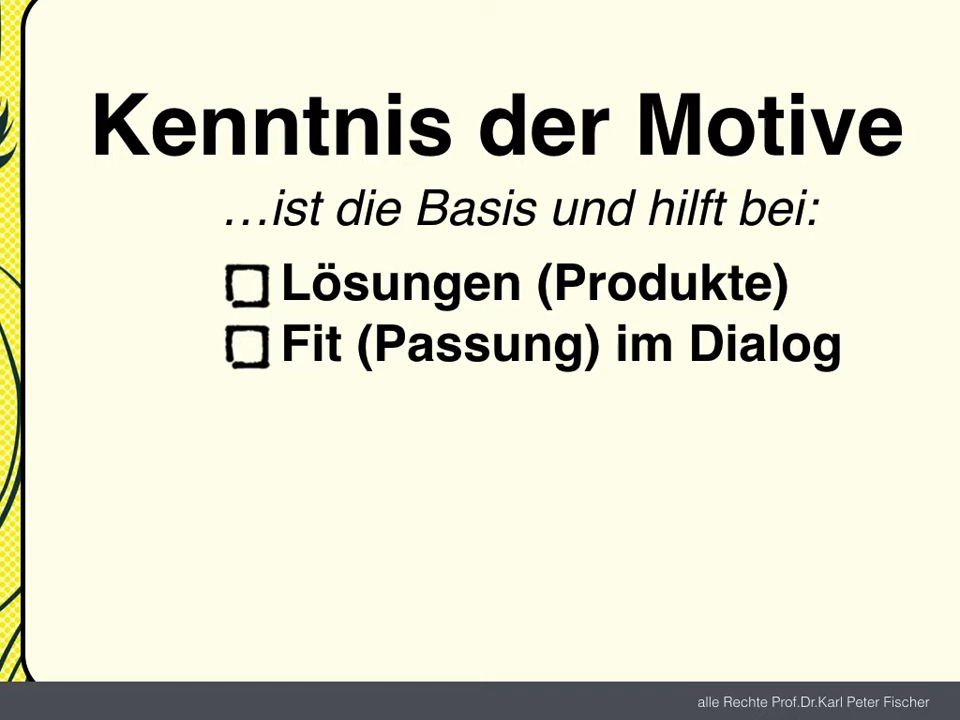 Kenntnis der Motive
…ist die Basis und hilft bei:
Lösungen (Produkte)
Fit (Passung) im Dialog
alle Rechte Prof.Dr.Karl Peter Fischer